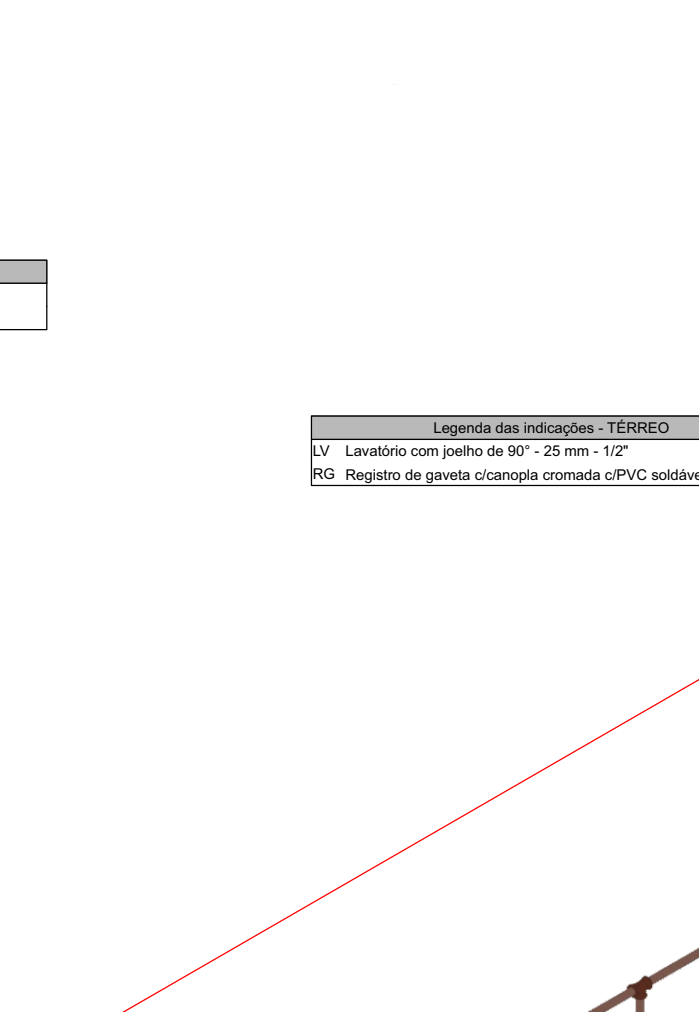 Legenda das indicações - TÉRREO
LV Lavatório com joelho de 90° - 25 mm - 1/2"
RG Registro de gaveta c/canopla cromada c/PVC